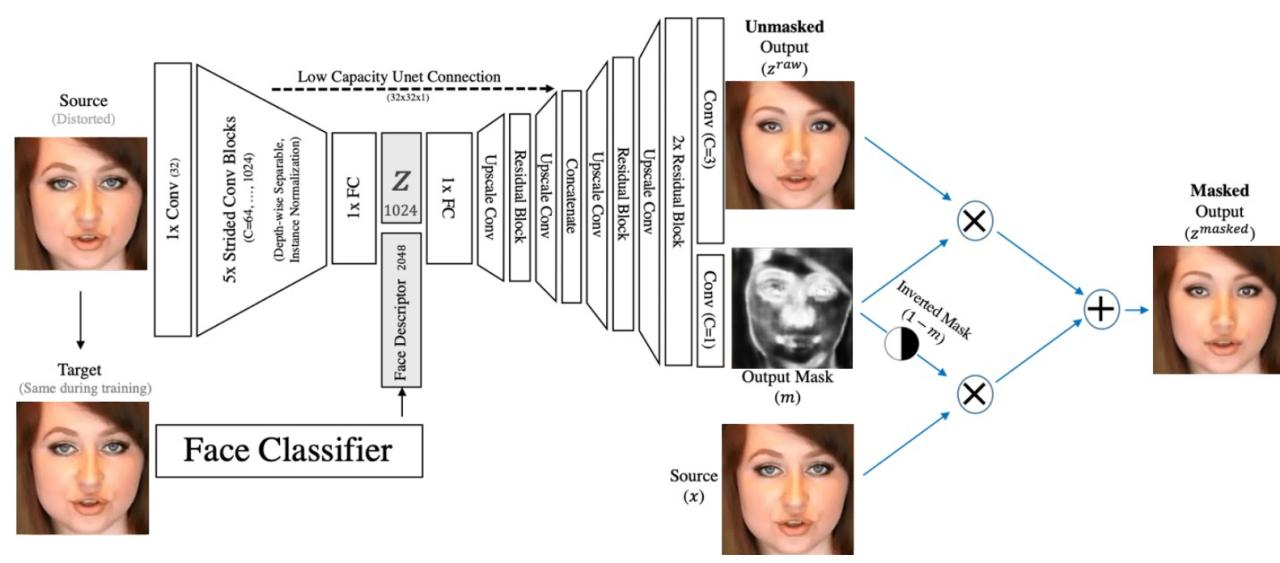 Source
(Distorted)
Target
(Same during training)
1x Conv (32)
5x Strided Conv Blocks
(C=64, …, 1024)
(Depth-wise Separable,
Instance Normalization)
Low Capacity Unet Connection
(32x32x1)
1x FC
Z
1024
Face Descriptor 2048
Face Classifier
1x FC
Upscale Conv
Residual Block
Upscale Conv
Concatenate
Upscale Conv
Residual Block
Upscale Conv
2x Residual Block
Conv (C=3)
Conv (C=1)
Unmasked
Output
(z^raw)
Output Mask
(m)
Source
(x)
Inverted Mask
(1 − m)
×
×
+
Masked
Output
(z^masked)